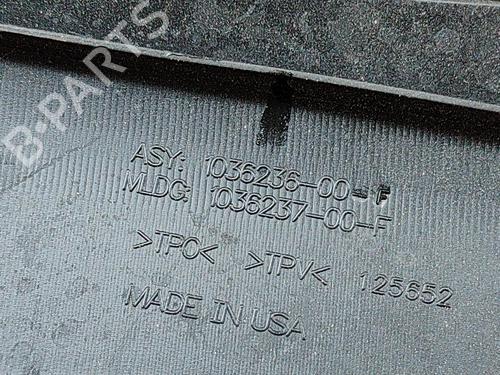 B-PARTS
ASY: 1036236-00-F
MLDG: 1036237-00-F
>TPO< >TPV< 125652
MADE IN USA